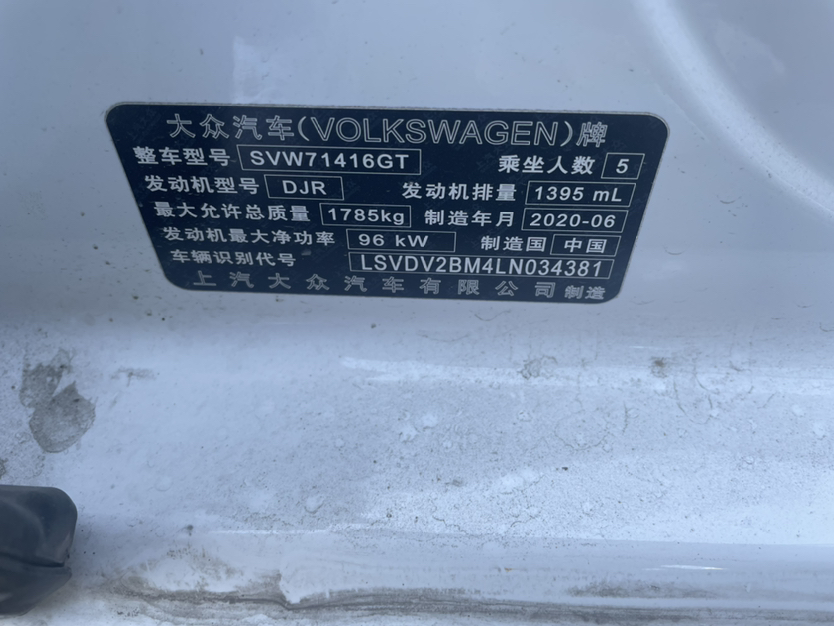 大众汽车(VOLKSWAGEN)牌
整车型号 SVW71416GT 乘坐人数 5
发动机型号 DJR 发动机排量 1395 mL
最大允许总质量 1785kg 制造年月 2020-06
发动机最大净功率 96 kW 制造国 中国
车辆识别代号 LSVDV2BM4LN034381
上汽大众汽车有限公司 制造